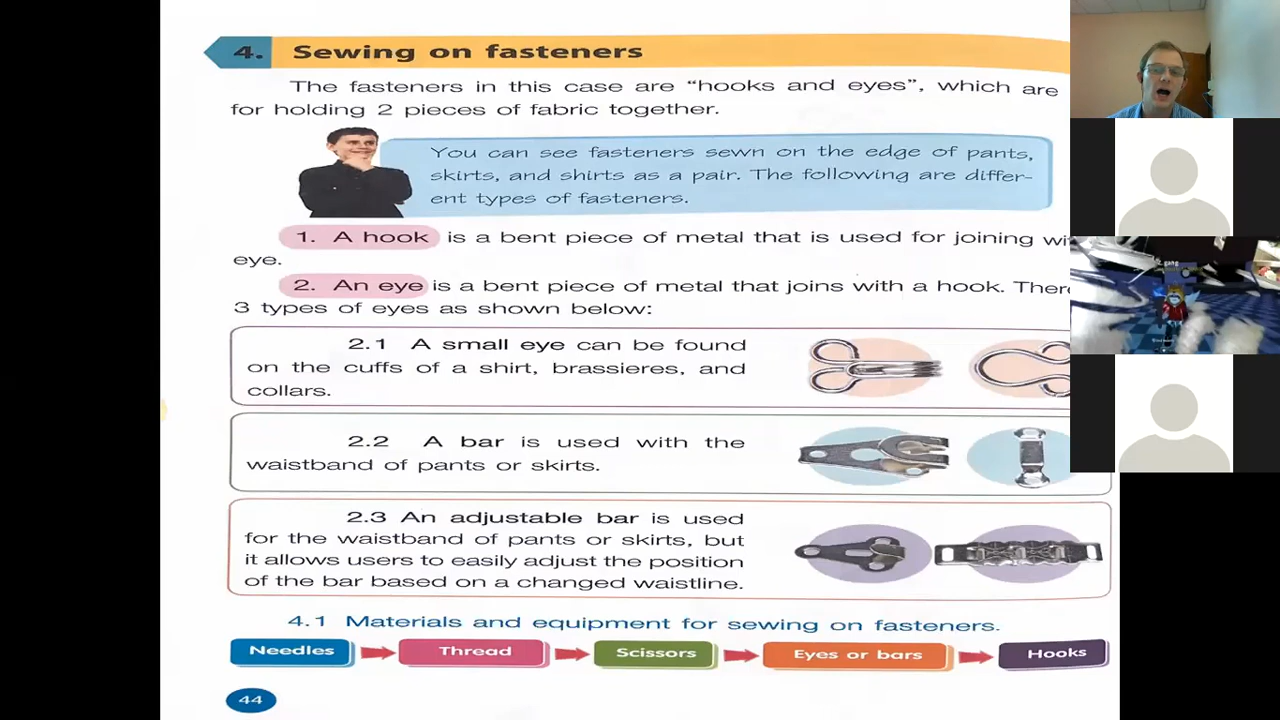 4. Sewing on fasteners
The fasteners in this case are “hooks and eyes”, which are
for holding 2 pieces of fabric together.
You can see fasteners sewn on the edge of pants,
skirts, and shirts as a pair. The following are differ-
ent types of fasteners.
1. A hook is a bent piece of metal that is used for joining wi
eye.
2. An eye is a bent piece of metal that joins with a hook. Ther
3 types of eyes as shown below:
2.1 A small eye can be found
on the cuffs of a shirt, brassieres, and
collars.
2.2 A bar is used with the
waistband of pants or skirts.
2.3 An adjustable bar is used
for the waistband of pants or skirts, but
it allows users to easily adjust the position
of the bar based on a changed waistline.
4.1 Materials and equipment for sewing on fasteners.
Needles Thread Scissors Eyes or bars Hooks
44
gang